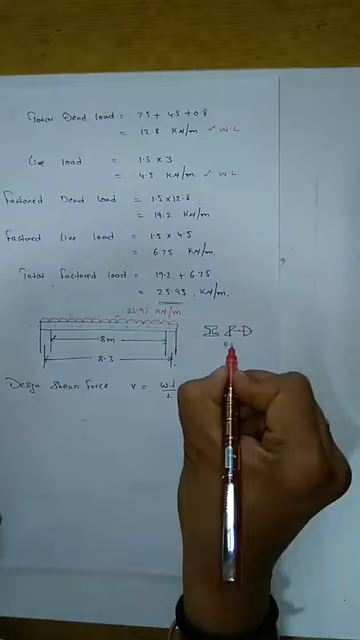 Total Dead load = 7.5 + 4.5 + 0.8
= 12.8 KN/m ✓ W.L
Live load = 1.5 x 3
= 4.5 KN/m ✓ W.L
Factored Dead load = 1.5 x 12.8
= 19.2 KN/m
Factored live load = 1.5 x 4.5
= 6.75 KN/m
Total factored load = 19.2 + 6.75
= 25.95 KN/m.
25.95 KN/m
8m
8.3
Design Shear Force V =